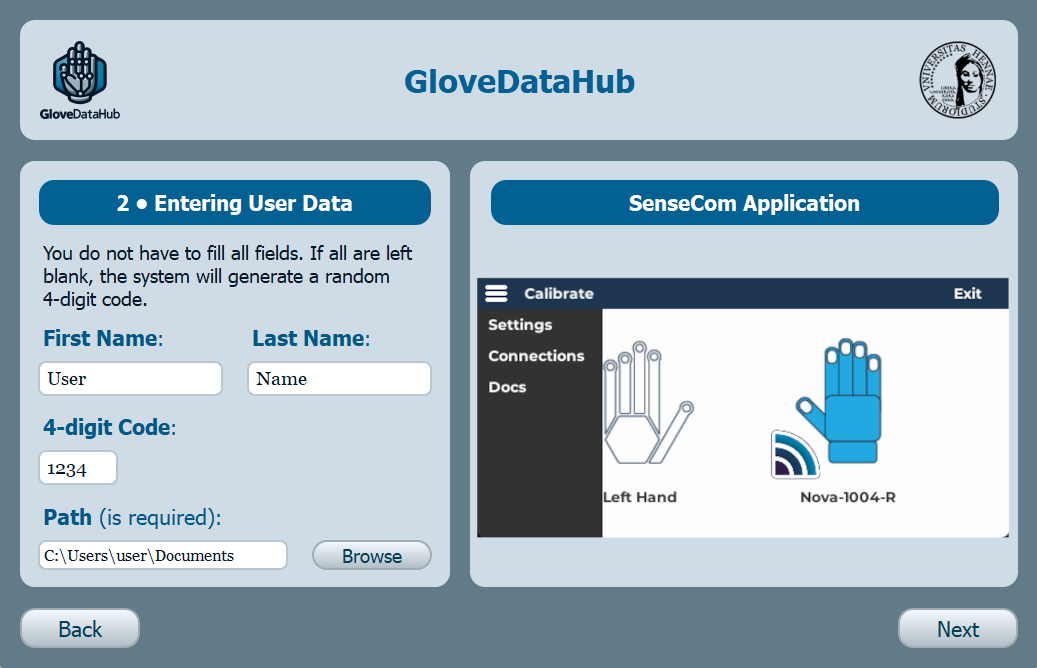 GloveDataHub
GloveDataHub
UNIVERSITAS HENNAE
STUDIORUM
2 • Entering User Data
You do not have to fill all fields. If all are left
blank, the system will generate a random
4-digit code.
First Name:
Last Name:
User
Name
4-digit Code:
1234
Path (is required):
C:\Users\user\Documents
Browse
SenseCom Application
Calibrate
Exit
Settings
Connections
Docs
Left Hand
Nova-1004-R
Back
Next